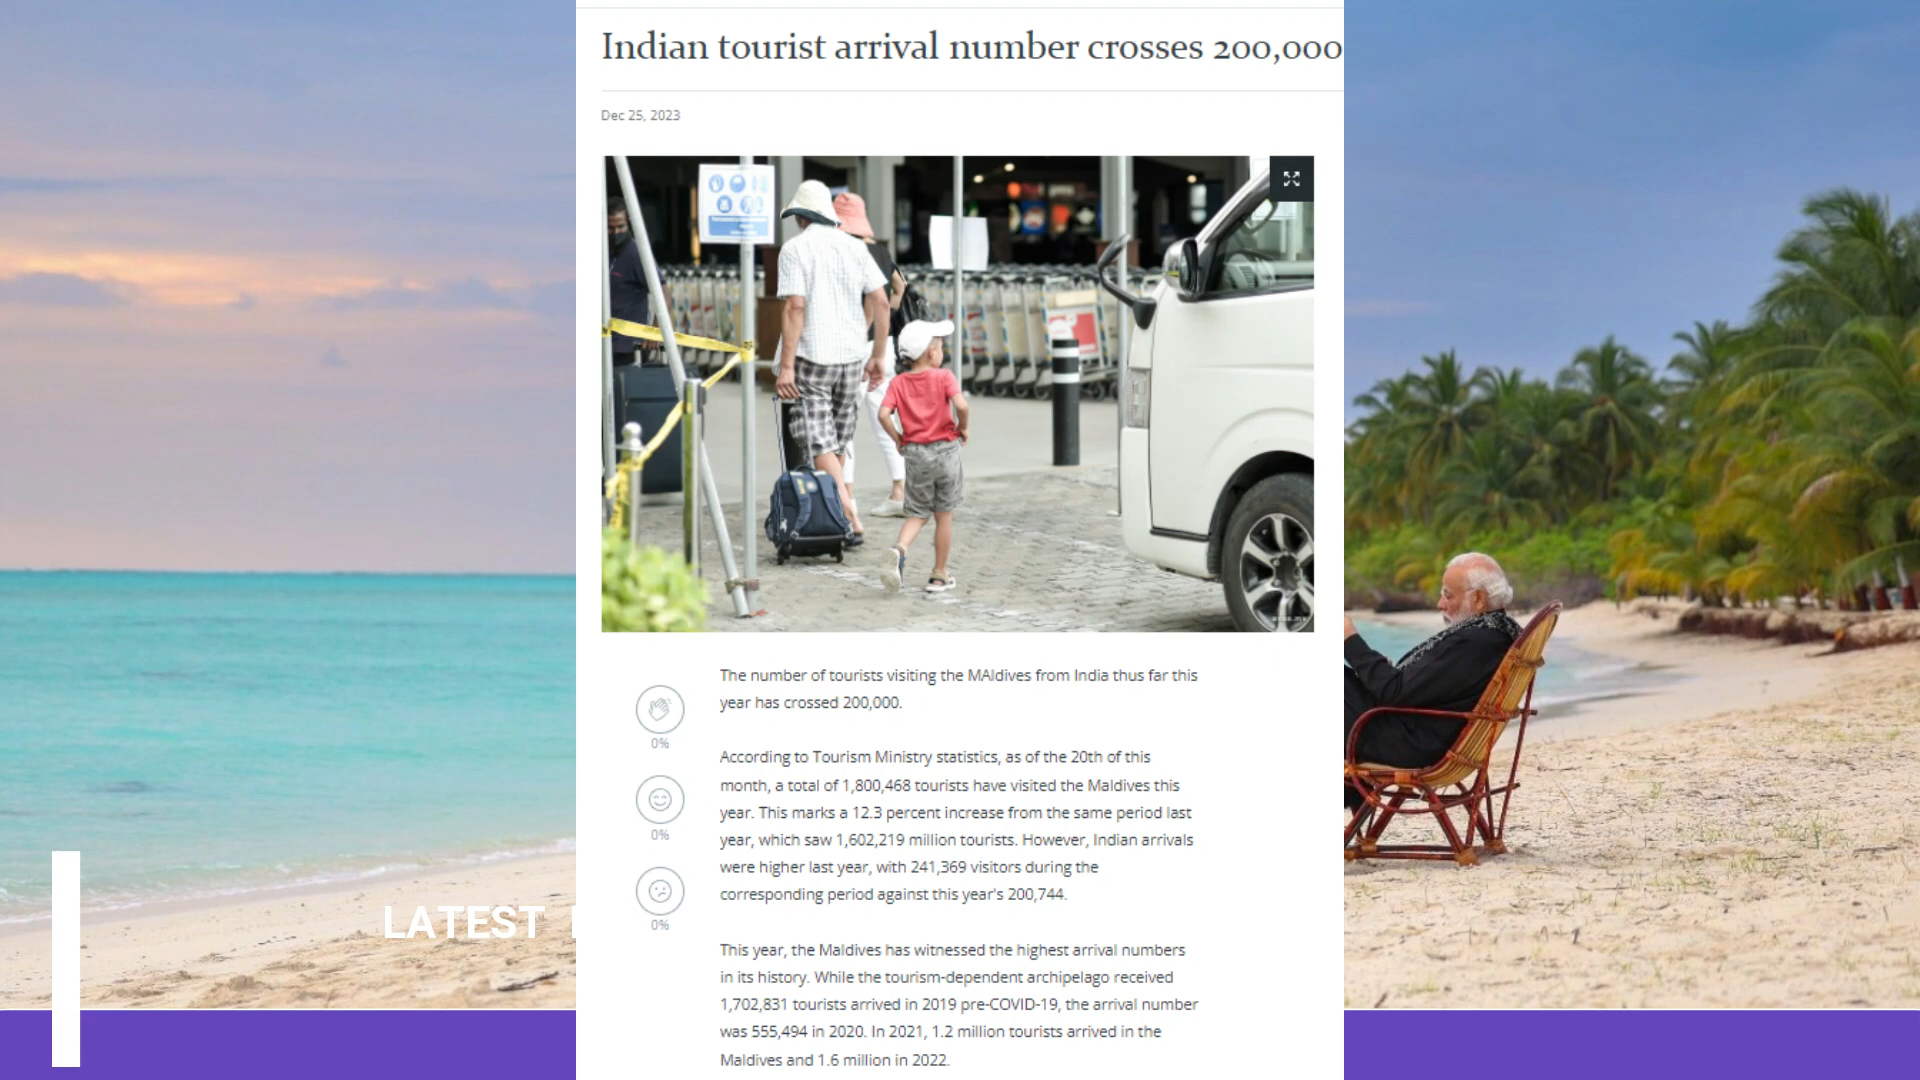 Indian tourist arrival number crosses 200,000
Dec 25, 2023
The number of tourists visiting the MAldives from India thus far this
year has crossed 200,000.
0%
According to Tourism Ministry statistics, as of the 20th of this
month, a total of 1,800,468 tourists have visited the Maldives this
year. This marks a 12.3 percent increase from the same period last
year, which saw 1,602,219 million tourists. However, Indian arrivals
0%
were higher last year, with 241,369 visitors during the
corresponding period against this year's 200,744.
0%
This year, the Maldives has witnessed the highest arrival numbers
in its history. While the tourism-dependent archipelago received
1,702,831 tourists arrived in 2019 pre-COVID-19, the arrival number
was 555,494 in 2020. In 2021, 1.2 million tourists arrived in the
Maldives and 1.6 million in 2022.
LATEST